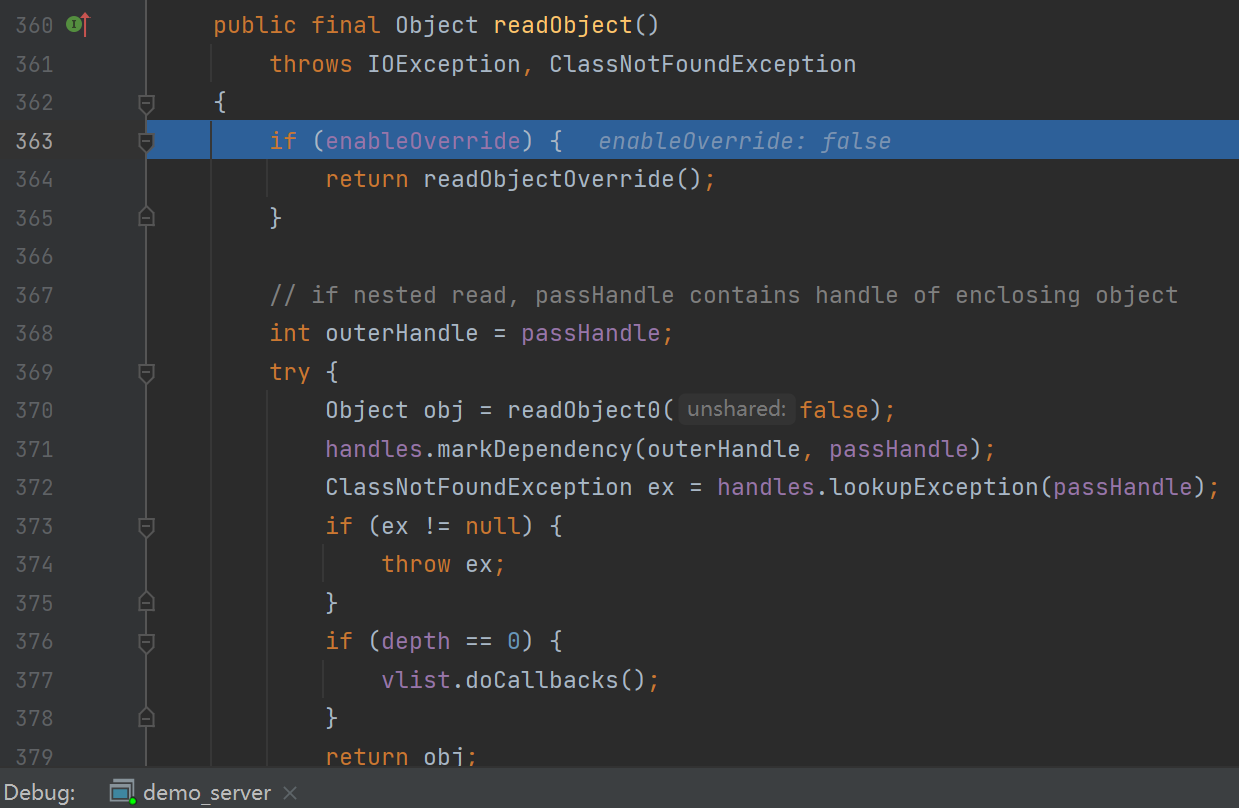 360 public final Object readObject()
361 throws IOException, ClassNotFoundException
362 {
363 if (enableOverride) { enableOverride: false
364 return readObjectOverride();
365 }
366
367 // if nested read, passHandle contains handle of enclosing object
368 int outerHandle = passHandle;
369 try {
370 Object obj = readObject0( unshared: false);
371 handles.markDependency(outerHandle, passHandle);
372 ClassNotFoundException ex = handles.lookupException(passHandle);
373 if (ex != null) {
374 throw ex;
375 }
376 if (depth == 0) {
377 vlist.doCallbacks();
378 }
379 return obj;
Debug: demo_server